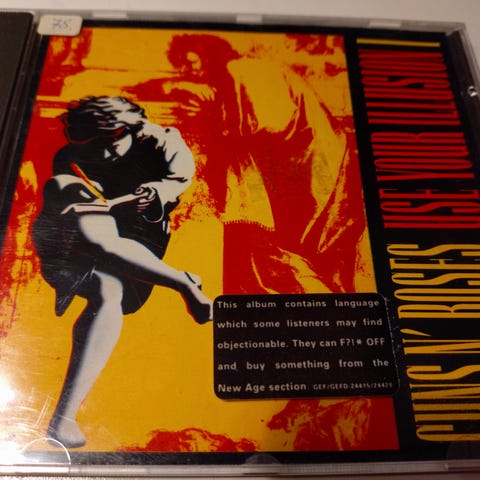 75,
GUNS N' ROSES USE YOUR ILLUSION I
This album contains language
which some listeners may find
objectionable. They can F?!* OFF
and, buy something from the
New Age section. GEF/GEFD-24415/24420